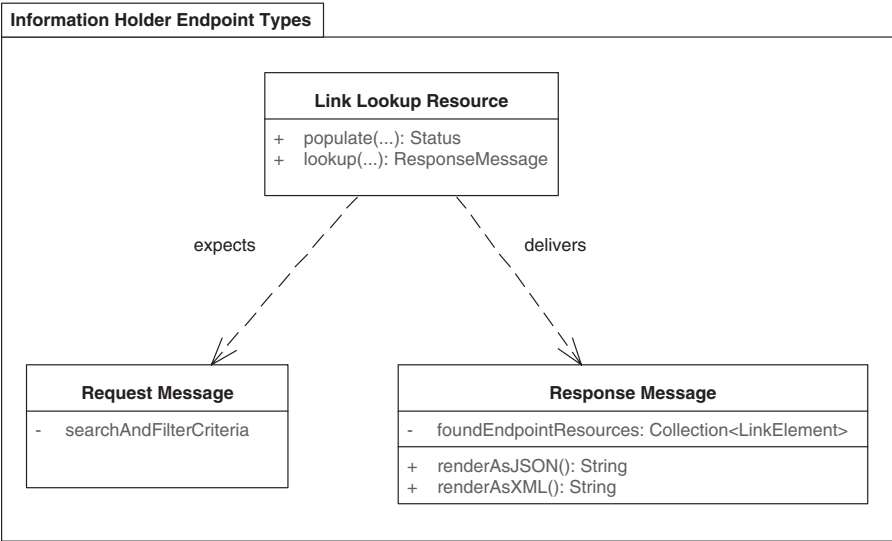 Information Holder Endpoint Types
Link Lookup Resource
+ populate(...): Status
+ lookup(...): ResponseMessage
expects
delivers
Request Message
- searchAndFilterCriteria
Response Message
- foundEndpointResources: Collection<LinkElement>
+ renderAsJSON(): String
+ renderAsXML(): String